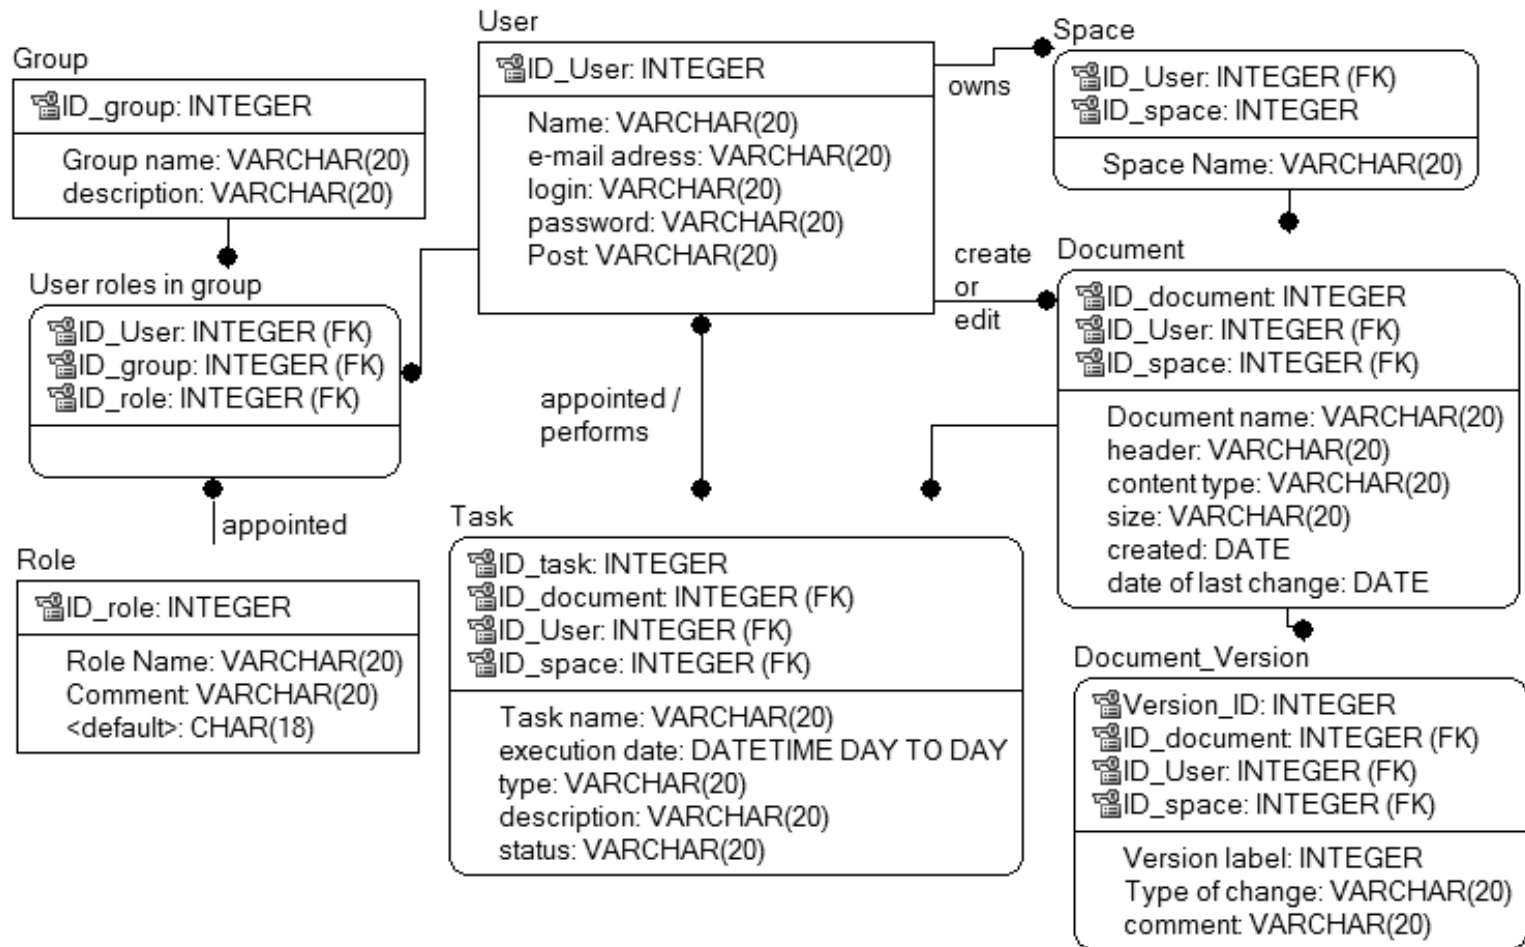 Group
ID_group: INTEGER
Group name: VARCHAR(20)
description: VARCHAR(20)
User roles in group
ID_User: INTEGER (FK)
ID_group: INTEGER (FK)
ID_role: INTEGER (FK)
appointed
Role
ID_role: INTEGER
Role Name: VARCHAR(20)
Comment: VARCHAR(20)
<default>: CHAR(18)
User
ID_User: INTEGER
Name: VARCHAR(20)
e-mail adress: VARCHAR(20)
login: VARCHAR(20)
password: VARCHAR(20)
Post: VARCHAR(20)
owns
create
or
edit
appointed /
performs
Task
ID_task: INTEGER
ID_document: INTEGER (FK)
ID_User: INTEGER (FK)
ID_space: INTEGER (FK)
Task name: VARCHAR(20)
execution date: DATETIME DAY TO DAY
type: VARCHAR(20)
description: VARCHAR(20)
status: VARCHAR(20)
Space
ID_User: INTEGER (FK)
ID_space: INTEGER
Space Name: VARCHAR(20)
Document
ID_document: INTEGER
ID_User: INTEGER (FK)
ID_space: INTEGER (FK)
Document name: VARCHAR(20)
header: VARCHAR(20)
content type: VARCHAR(20)
size: VARCHAR(20)
created: DATE
date of last change: DATE
Document_Version
Version_ID: INTEGER
ID_document: INTEGER (FK)
ID_User: INTEGER (FK)
ID_space: INTEGER (FK)
Version label: INTEGER
Type of change: VARCHAR(20)
comment: VARCHAR(20)